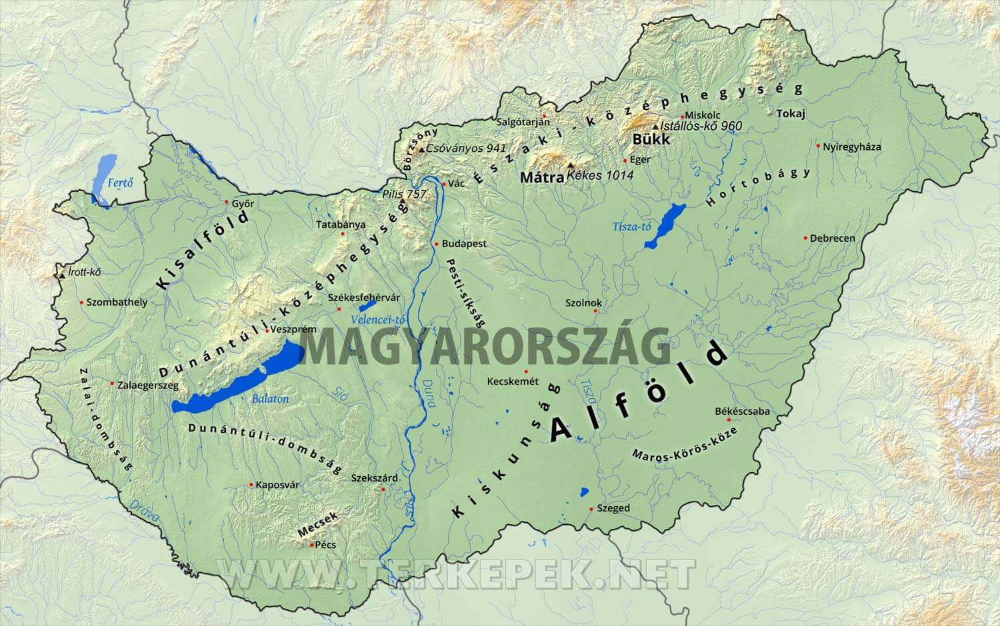 Északi-középhegység
Tokaj
Miskolc
Istállós-kő 960
Bükk
Salgótarján
Börzsöny
Csóványos 941
Nyiregyháza
Eger
Mátra
Kékes 1014
Hortobágy
Fertő
Vác
Pilis 757
Győr
Kisalföld
Tatabánya
Tisza-tó
Debrecen
Budapest
Írott-kő
Pesti-síkság
Dunántúli-középhegység
Szombathely
Székesfehérvár
Velencei-tó
Szolnok
Veszprém
MAGYARORSZÁG
Alföld
Zalaegerszeg
Zalai-dombság
Balaton
Sió
Duna
Kecskemét
Tisza
Kiskunság
Békéscsaba
Maros-Körös-köze
Dunántúli-dombság
Szekszárd
Kaposvár
Dráva
Szeged
Mecsek
Pécs
WWW.TERKEPEK.NET